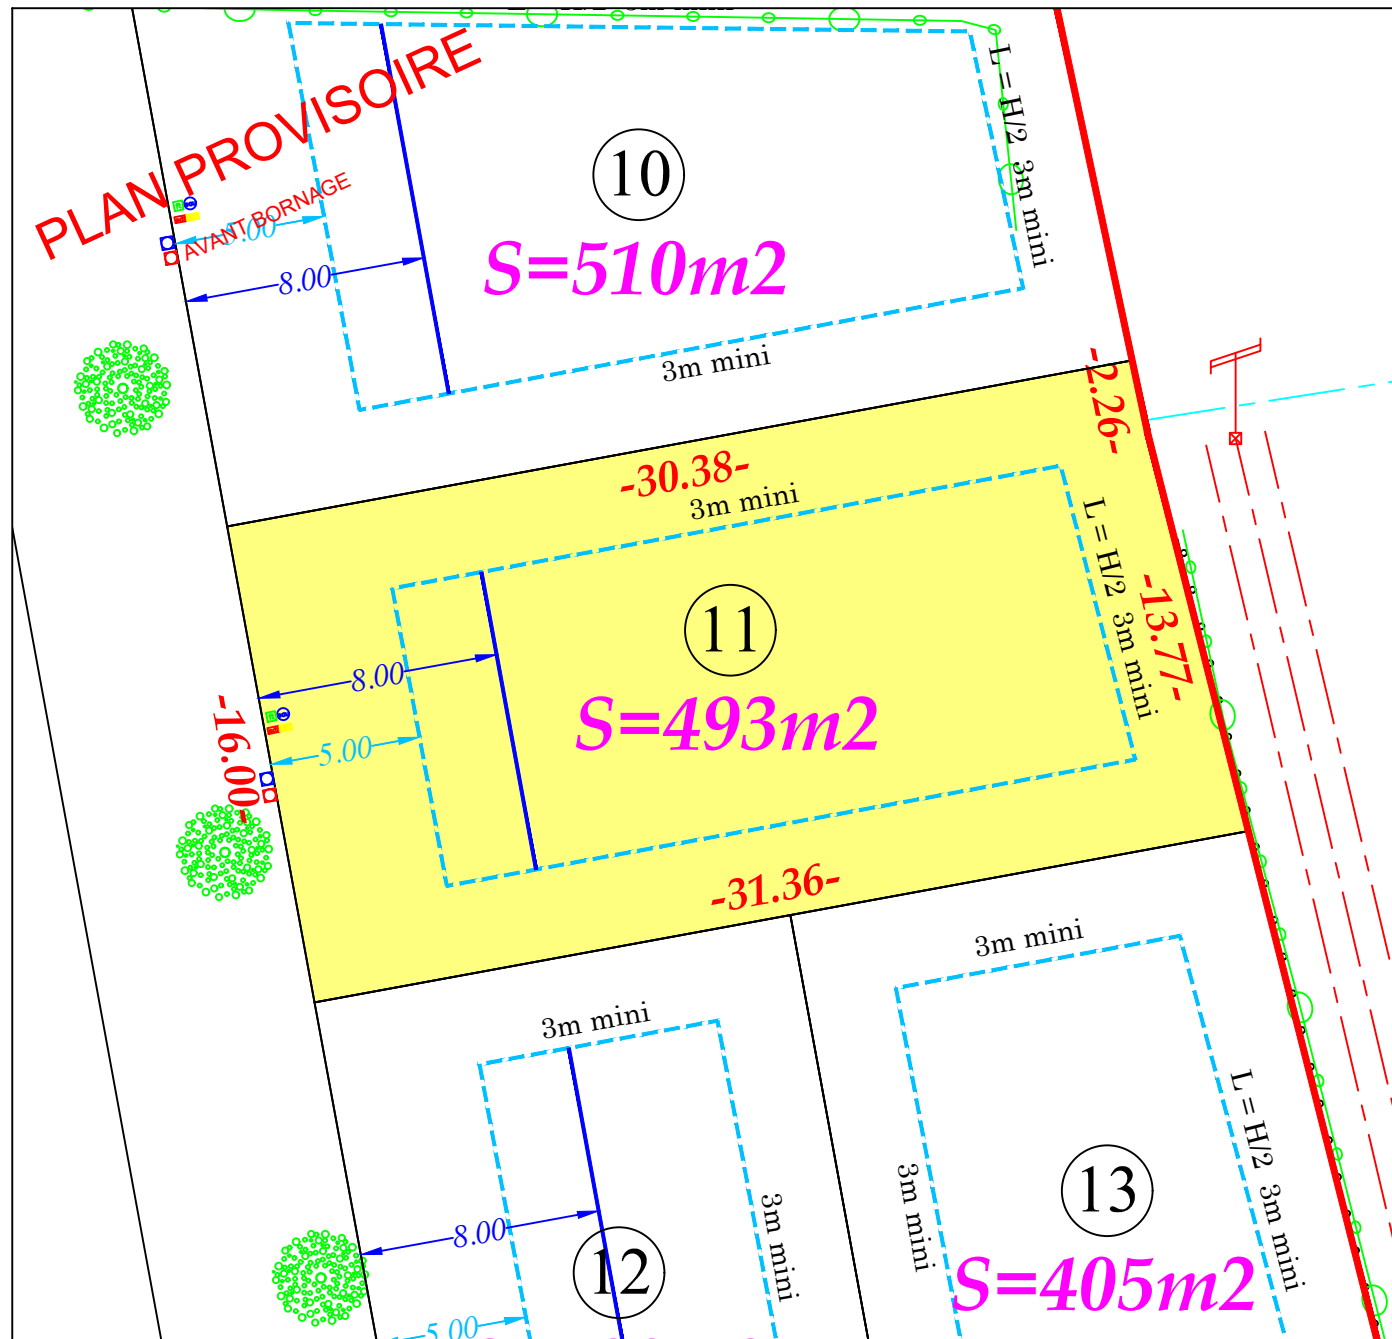 PLAN PROVISOIRE
AVANT BORNAGE
5.00
8.00
10
S=510m2
L = H/2 3m mini
3m mini
-2.26-
-30.38-
3m mini
L = H/2 3m mini
-13.77-
11
S=493m2
8.00
5.00
-16.00-
-31.36-
3m mini
3m mini
8.00
12
5.00
3m mini
3m mini
13
S=405m2
L = H/2 3m mini